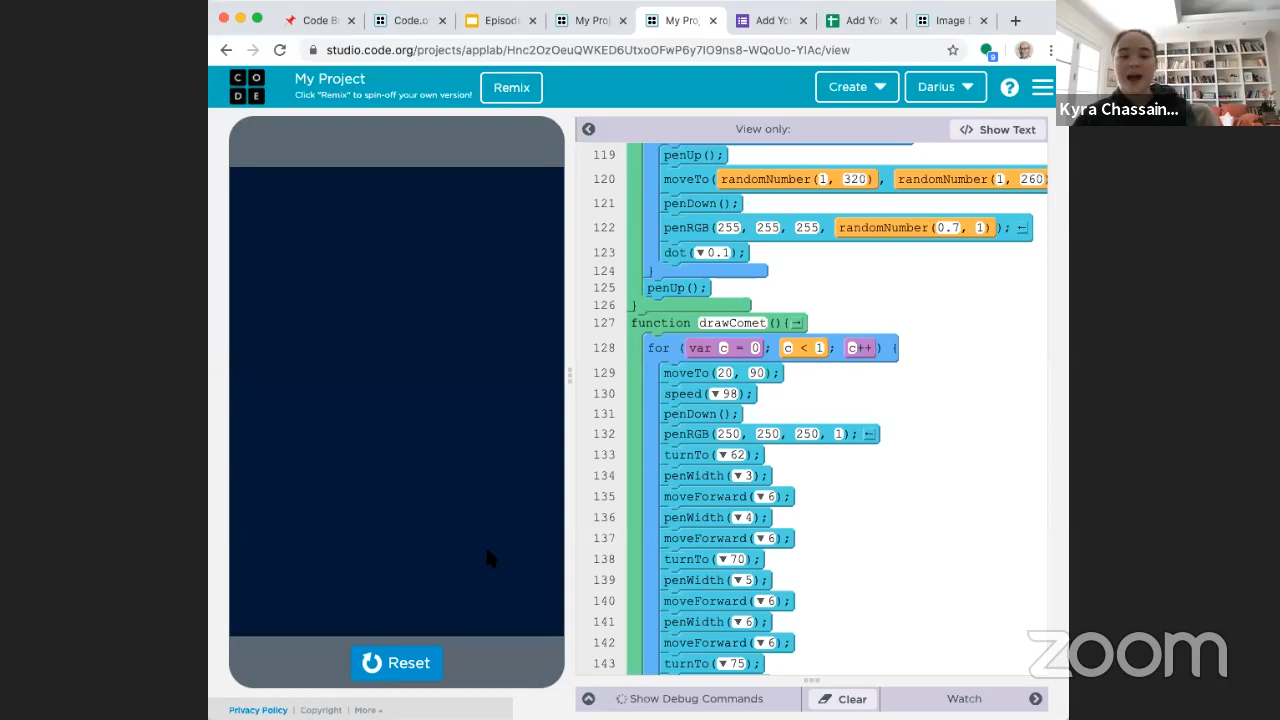 Code B
Code.o
Episode
My Proj
My Proj
Add Yo
Add Yo
Image
studio.code.org/projects/applab/Hnc2OzOeuQWKED6UtxoOFwP6y7IO9ns8-WQoUo-YIAc/view
C O
D E
My Project
Click "Remix" to spin-off your own version!
Remix
Create
Darius
?
Kyra Chassain...
View only:
</> Show Text
119 penUp();
120 moveTo(randomNumber(1, 320), randomNumber(1, 260)
121 penDown();
122 penRGB(255, 255, 255, randomNumber(0.7, 1));
123 dot(0.1);
124 }
125 penUp();
126 }
127 function drawComet(){
128 for (var c = 0; c < 1; c++) {
129 moveTo(20, 90);
130 speed(98);
131 penDown();
132 penRGB(250, 250, 250, 1);
133 turnTo(62);
134 penWidth(3);
135 moveForward(6);
136 penWidth(4);
137 moveForward(6);
138 turnTo(70);
139 penWidth(5);
140 moveForward(6);
141 penWidth(6);
142 moveForward(6);
143 turnTo(75);
Reset
Show Debug Commands
Clear
Watch
Privacy Policy | Copyright | More
zoom